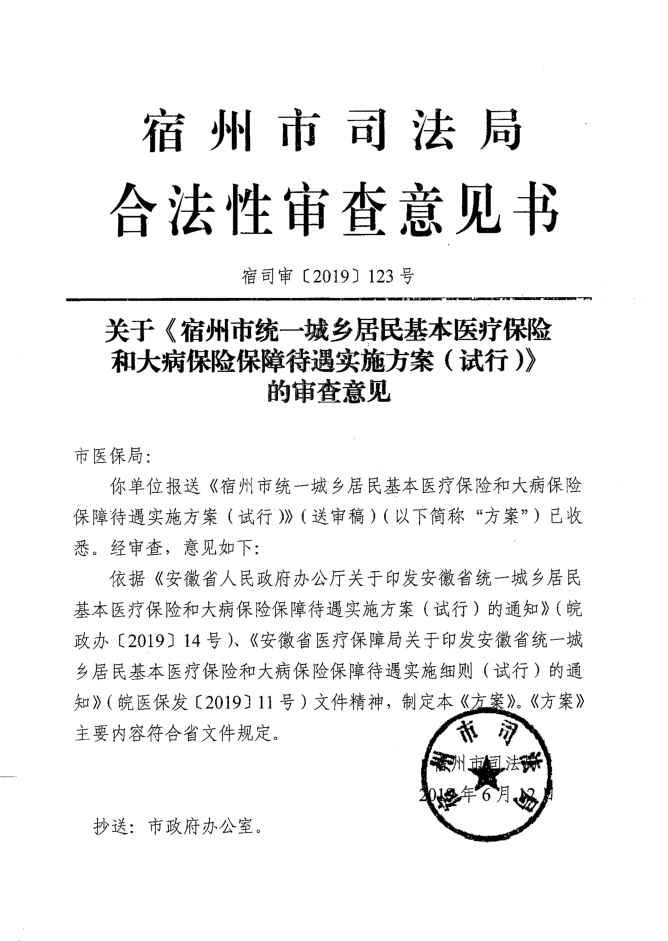 宿州市司法局
合法性审查意见书
宿司审〔2019〕123号
关于《宿州市统一城乡居民基本医疗保险
和大病保险保障待遇实施方案（试行）》
的审查意见
市医保局：
你单位报送《宿州市统一城乡居民基本医疗保险和大病保险
保障待遇实施方案（试行）》（送审稿）（以下简称“方案”）已收
悉。经审查，意见如下：
依据《安徽省人民政府办公厅关于印发安徽省统一城乡居民
基本医疗保险和大病保险保障待遇实施方案（试行）的通知》（皖
政办〔2019〕14号）、《安徽省医疗保障局关于印发安徽省统一城
乡居民基本医疗保险和大病保险保障待遇实施细则（试行）的通
知》（皖医保发〔2019〕11号）文件精神，制定本《方案》。《方案》
主要内容符合省文件规定。
宿州市司法局
宿州市司法局
2019年6月12日
抄送：市政府办公室。